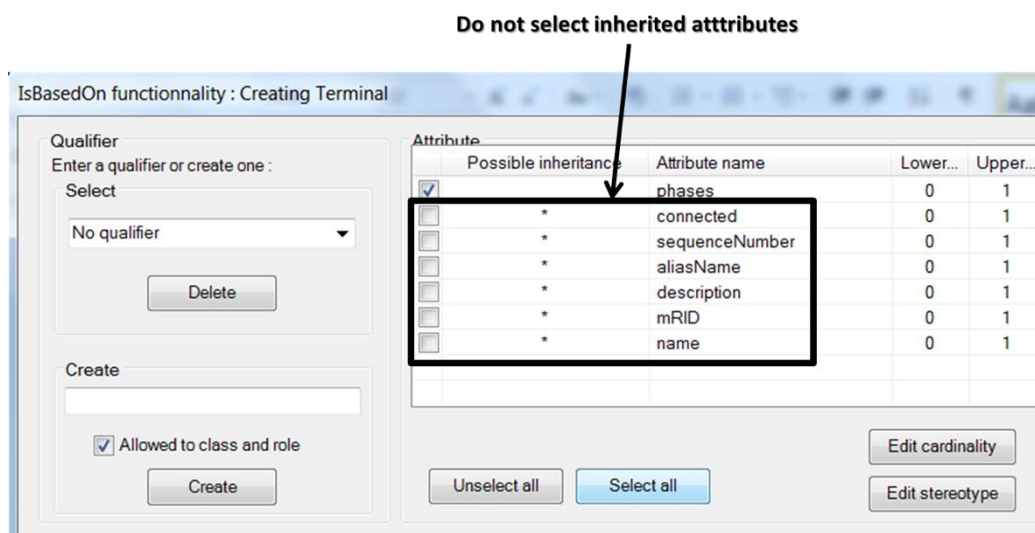 Do not select inherited atttributes
IsBasedOn functionnality : Creating Terminal
Qualifier
Enter a qualifier or create one :
Select
No qualifier
Delete
Create
Allowed to class and role
Create
Attribute
Possible inheritance Attribute name Lower... Upper...
phases 0 1
* connected 0 1
* sequenceNumber 0 1
* aliasName 0 1
* description 0 1
* mRID 0 1
* name 0 1
Edit cardinality
Unselect all Select all
Edit stereotype